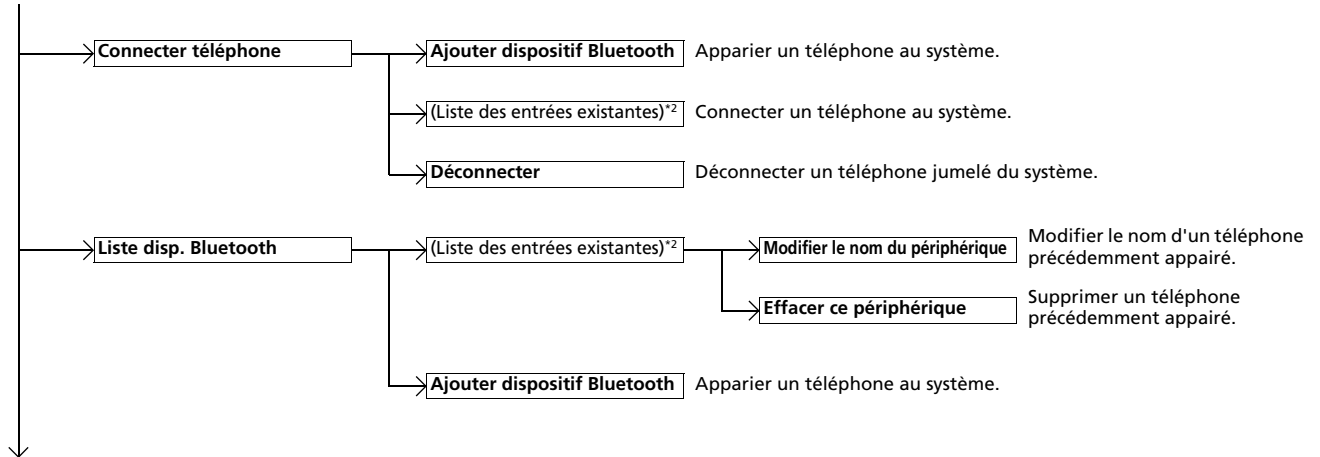 Connecter téléphone
Ajouter dispositif Bluetooth
Apparier un téléphone au système.
(Liste des entrées existantes)*2
Connecter un téléphone au système.
Déconnecter
Déconnecter un téléphone jumelé du système.
Liste disp. Bluetooth
(Liste des entrées existantes)*2
Modifier le nom du périphérique
Modifier le nom d'un téléphone
précédemment appairé.
Effacer ce périphérique
Supprimer un téléphone
précédemment appairé.
Ajouter dispositif Bluetooth
Apparier un téléphone au système.